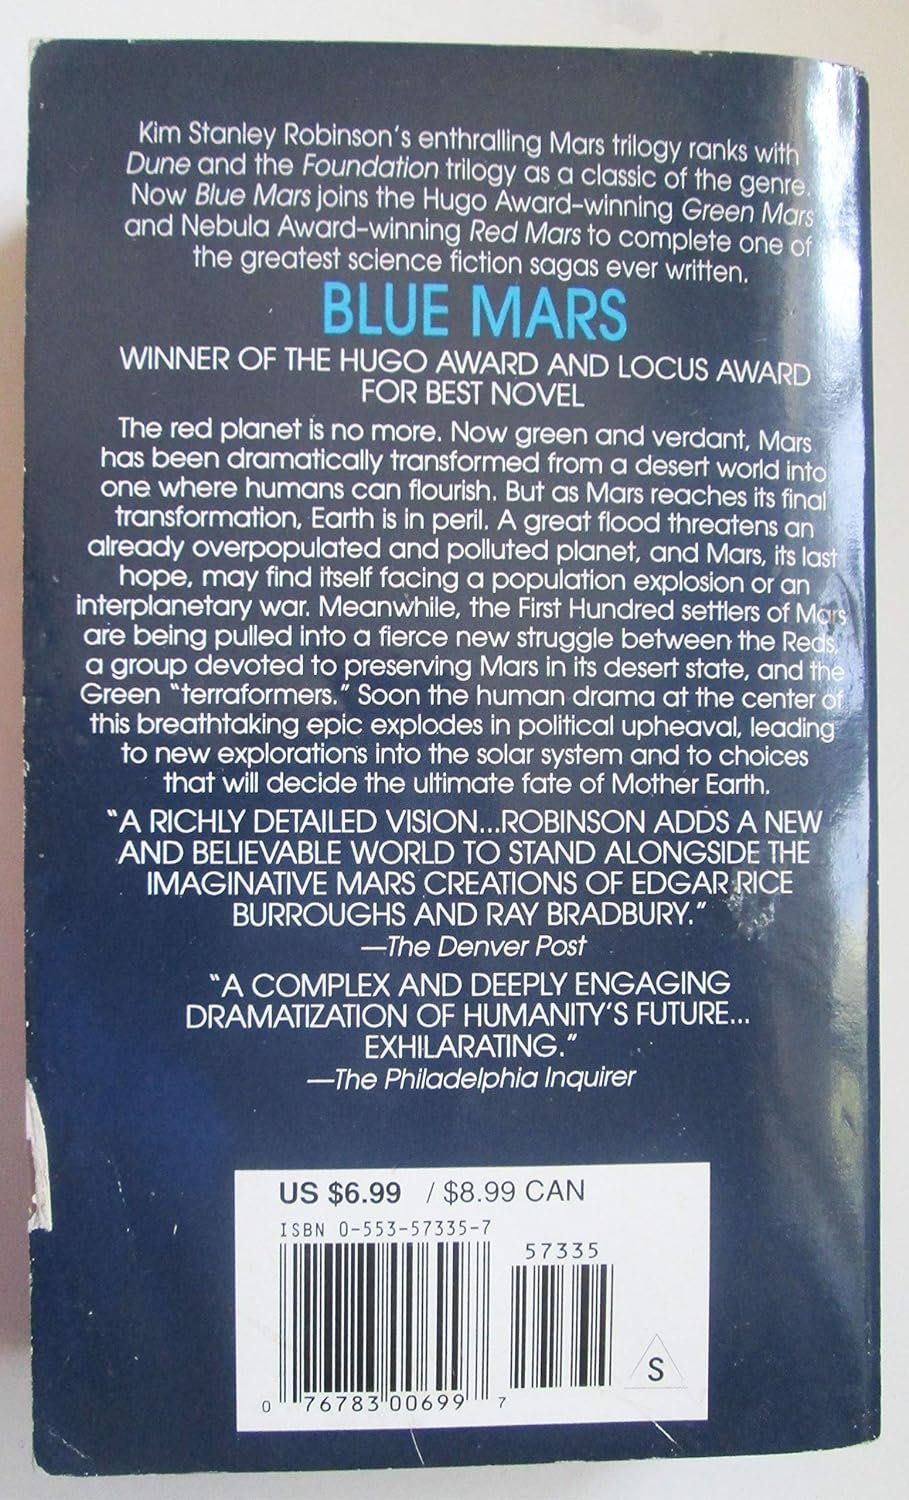 Kim Stanley Robinson's enthralling Mars trilogy ranks with
Dune and the Foundation trilogy as a classic of the genre.
Now Blue Mars joins the Hugo Award-winning Green Mars
and Nebula Award-winning Red Mars to complete one of
the greatest science fiction sagas ever written.
BLUE MARS
WINNER OF THE HUGO AWARD AND LOCUS AWARD
FOR BEST NOVEL
The red planet is no more. Now green and verdant, Mars
has been dramatically transformed from a desert world into
one where humans can flourish. But as Mars reaches its final
transformation, Earth is in peril. A great flood threatens an
already overpopulated and polluted planet, and Mars, its last
hope, may find itself facing a population explosion or an
interplanetary war. Meanwhile, the First Hundred settlers of Mars
are being pulled into a fierce new struggle between the Reds,
a group devoted to preserving Mars in its desert state, and the
Green "terraformers." Soon the human drama at the center of
this breathtaking epic explodes in political upheaval, leading
to new explorations into the solar system and to choices
that will decide the ultimate fate of Mother Earth.
"A RICHLY DETAILED VISION...ROBINSON ADDS A NEW
AND BELIEVABLE WORLD TO STAND ALONGSIDE THE
IMAGINATIVE MARS CREATIONS OF EDGAR RICE
BURROUGHS AND RAY BRADBURY."
—The Denver Post
"A COMPLEX AND DEEPLY ENGAGING
DRAMATIZATION OF HUMANITY'S FUTURE...
EXHILARATING."
—The Philadelphia Inquirer
US $6.99 / $8.99 CAN
ISBN 0-553-57335-7
57335
S
0 76783 00699 7